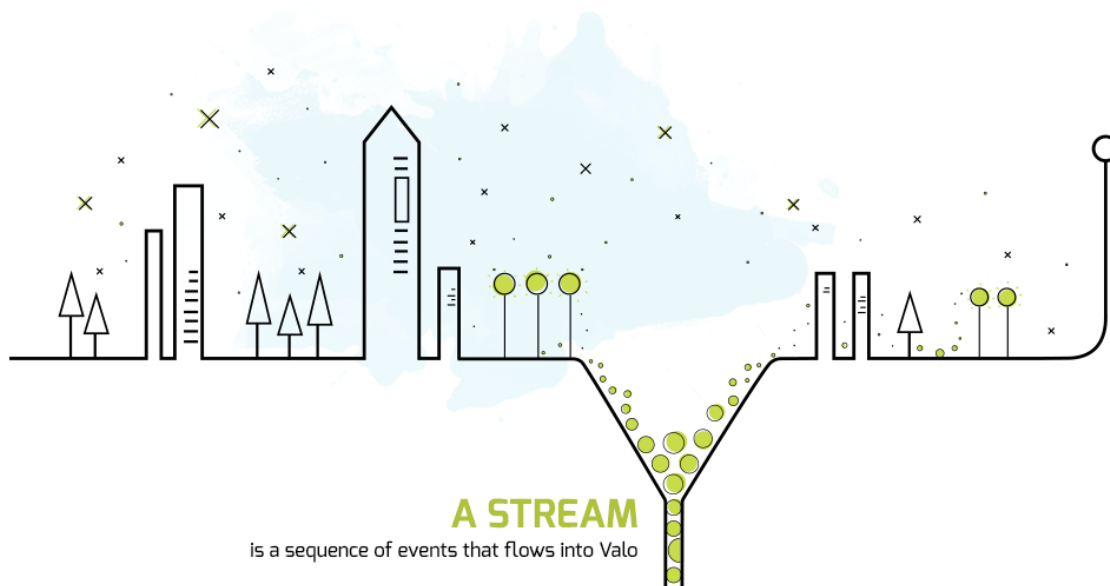 A STREAM
is a sequence of events that flows into Valo